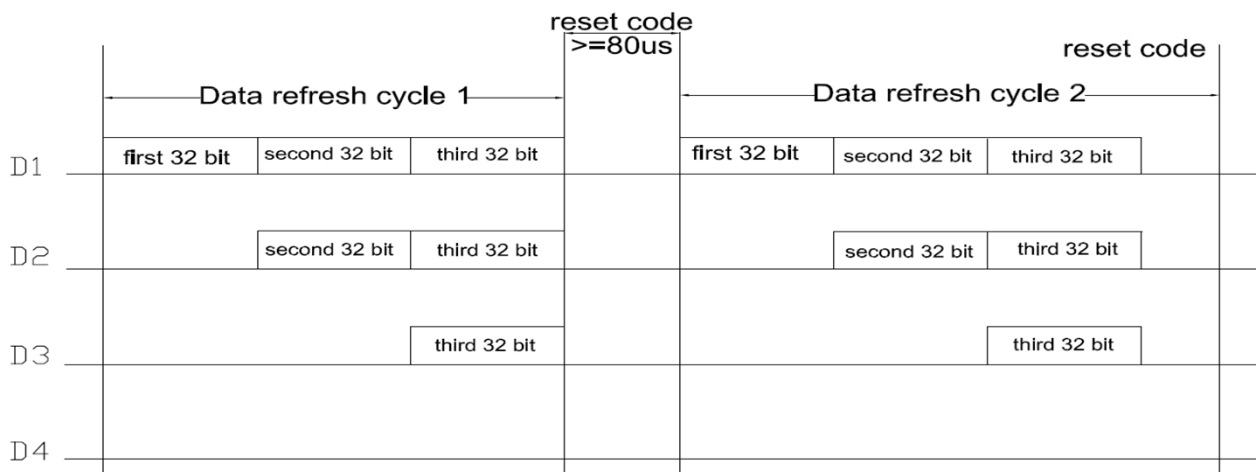 reset code
>=80us
reset code
Data refresh cycle 1
Data refresh cycle 2
D1 first 32 bit second 32 bit third 32 bit first 32 bit second 32 bit third 32 bit
D2 second 32 bit third 32 bit second 32 bit third 32 bit
D3 third 32 bit third 32 bit
D4